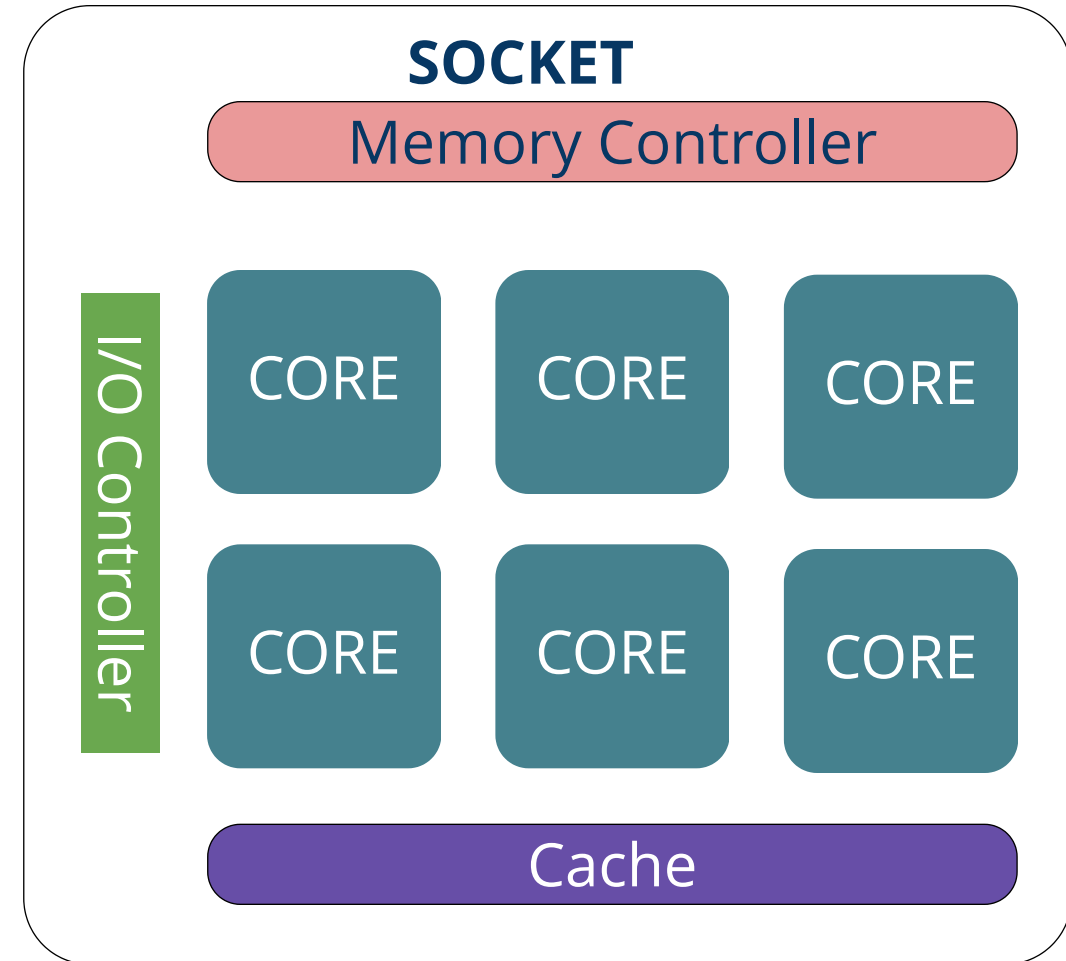 SOCKET
Memory Controller
I/O Controller
CORE
CORE
CORE
CORE
CORE
CORE
Cache